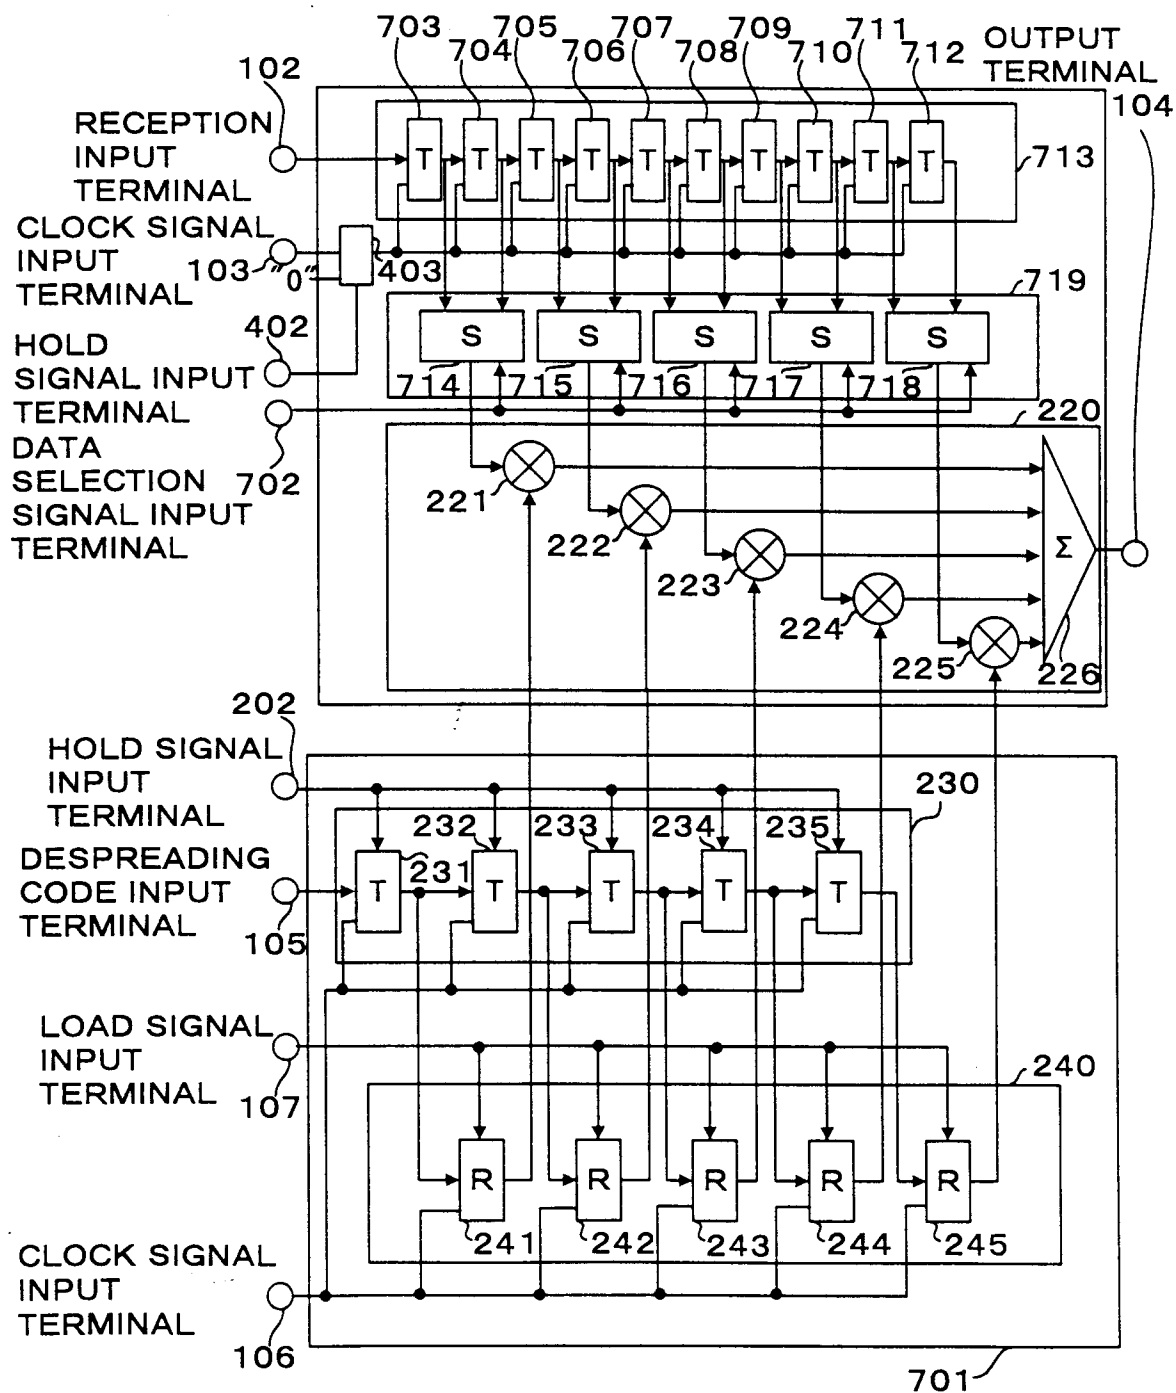 703
704
705
706
707
708
709
710
711
712
OUTPUT
TERMINAL
104
102
RECEPTION
INPUT
TERMINAL
T T T T T T T T T T
713
CLOCK SIGNAL
INPUT
TERMINAL
103
"0"
403
719
402
HOLD
SIGNAL INPUT
TERMINAL
S S S S S
714 715 716 717 718
702
DATA
SELECTION
SIGNAL INPUT
TERMINAL
220
221
222
223
224
225
Σ
226
202
HOLD SIGNAL
INPUT
TERMINAL
230
232 233 234 235
231
DESPREADING
CODE INPUT
TERMINAL
105
T T T T T
LOAD SIGNAL
INPUT
TERMINAL
107
240
R R R R R
241 242 243 244 245
CLOCK SIGNAL
INPUT
TERMINAL
106
701